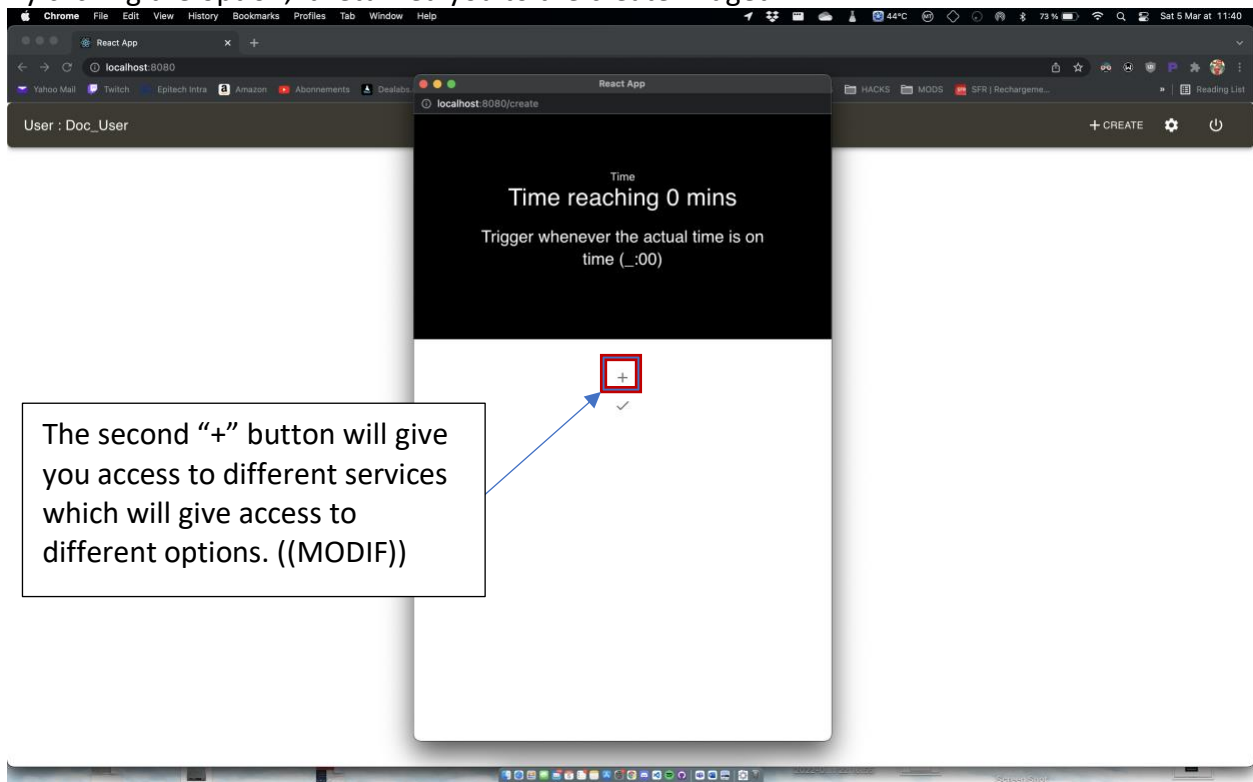 Chrome File Edit View History Bookmarks Profiles Tab Window Help 44°C 73 % Sat 5 Mar at 11:40
React App
localhost:8080
Yahoo Mail Twitch Epitech Intra Amazon Abonnements Dealabs HACKS MODS SFR | Rechargeme... » Reading List
React App
localhost:8080/create
User : Doc_User + CREATE
Time
Time reaching 0 mins
Trigger whenever the actual time is on
time (_:00)
+
The second “+” button will give
you access to different services
which will give access to
different options. ((MODIF))